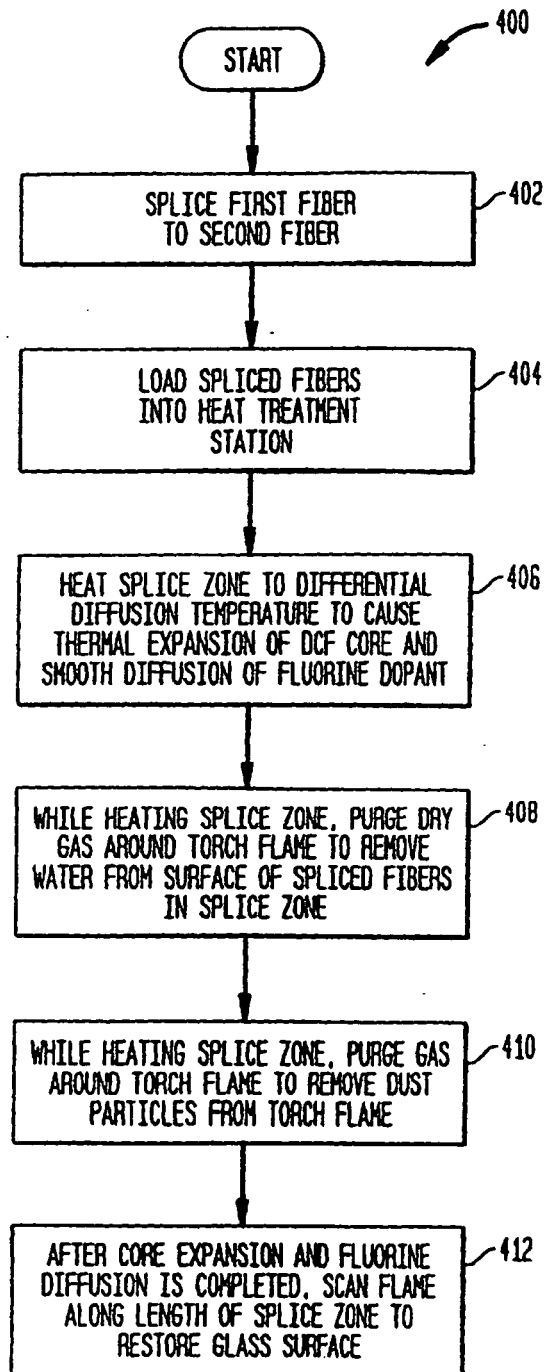 400
START
402
SPLICE FIRST FIBER
TO SECOND FIBER
404
LOAD SPLICED FIBERS
INTO HEAT TREATMENT
STATION
406
HEAT SPLICE ZONE TO DIFFERENTIAL
DIFFUSION TEMPERATURE TO CAUSE
THERMAL EXPANSION OF DCF CORE AND
SMOOTH DIFFUSION OF FLUORINE DOPANT
408
WHILE HEATING SPLICE ZONE, PURGE DRY
GAS AROUND TORCH FLAME TO REMOVE
WATER FROM SURFACE OF SPLICED FIBERS
IN SPLICE ZONE
410
WHILE HEATING SPLICE ZONE, PURGE GAS
AROUND TORCH FLAME TO REMOVE DUST
PARTICLES FROM TORCH FLAME
412
AFTER CORE EXPANSION AND FLUORINE
DIFFUSION IS COMPLETED, SCAN FLAME
ALONG LENGTH OF SPLICE ZONE TO
RESTORE GLASS SURFACE